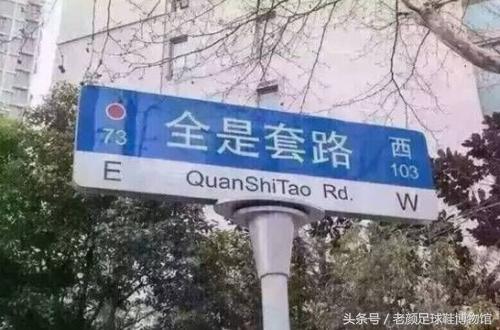 全是套路 西
73 103
E QuanShiTao Rd. W
头条号 / 老颜足球鞋博物馆